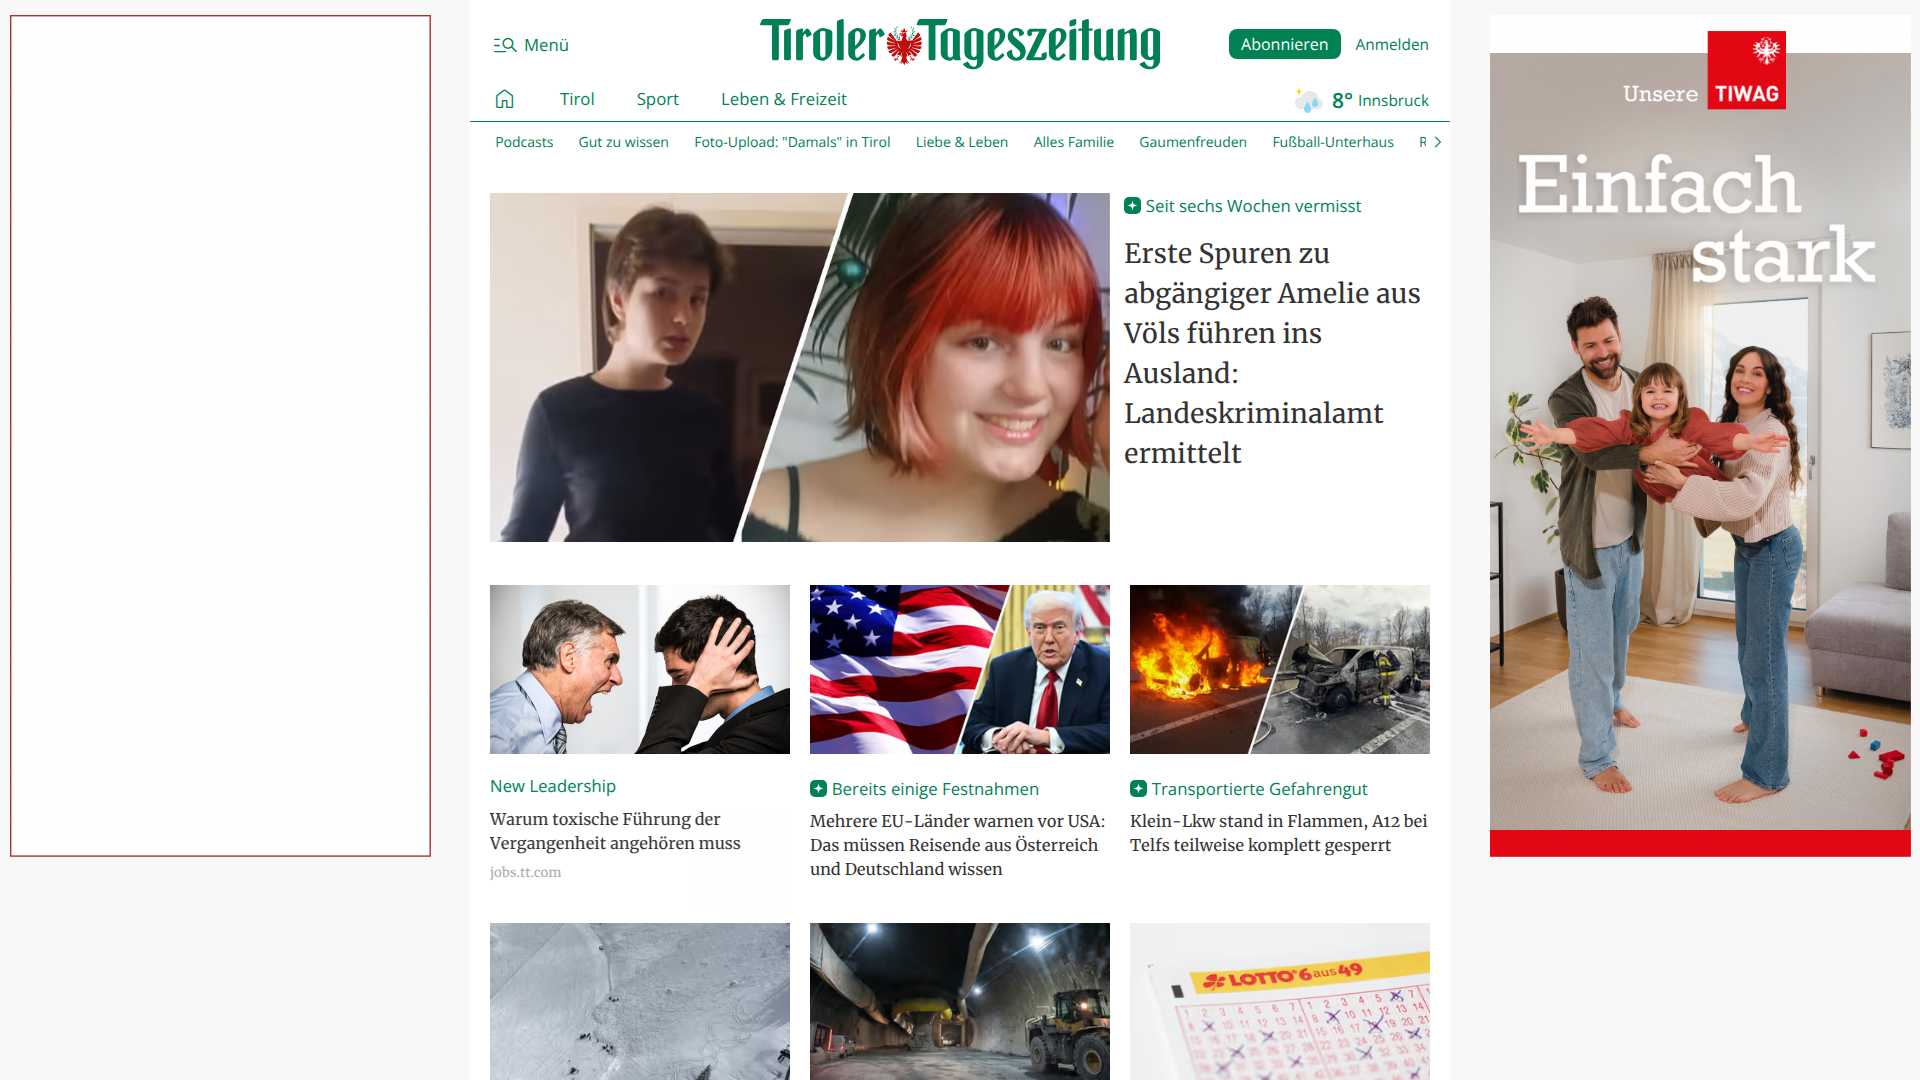 Menü
Tiroler Tageszeitung
Abonnieren
Anmelden
Tirol
Sport
Leben & Freizeit
8° Innsbruck
Podcasts
Gut zu wissen
Foto-Upload: "Damals" in Tirol
Liebe & Leben
Alles Familie
Gaumenfreuden
Fußball-Unterhaus
Seit sechs Wochen vermisst
Erste Spuren zu
abgängiger Amelie aus
Völs führen ins
Ausland:
Landeskriminalamt
ermittelt
New Leadership
Warum toxische Führung der
Vergangenheit angehören muss
jobs.tt.com
Bereits einige Festnahmen
Mehrere EU-Länder warnen vor USA:
Das müssen Reisende aus Österreich
und Deutschland wissen
Transportierte Gefahrengut
Klein-Lkw stand in Flammen, A12 bei
Telfs teilweise komplett gesperrt
LOTTO 6aus49
Unsere TIWAG
Einfach
stark